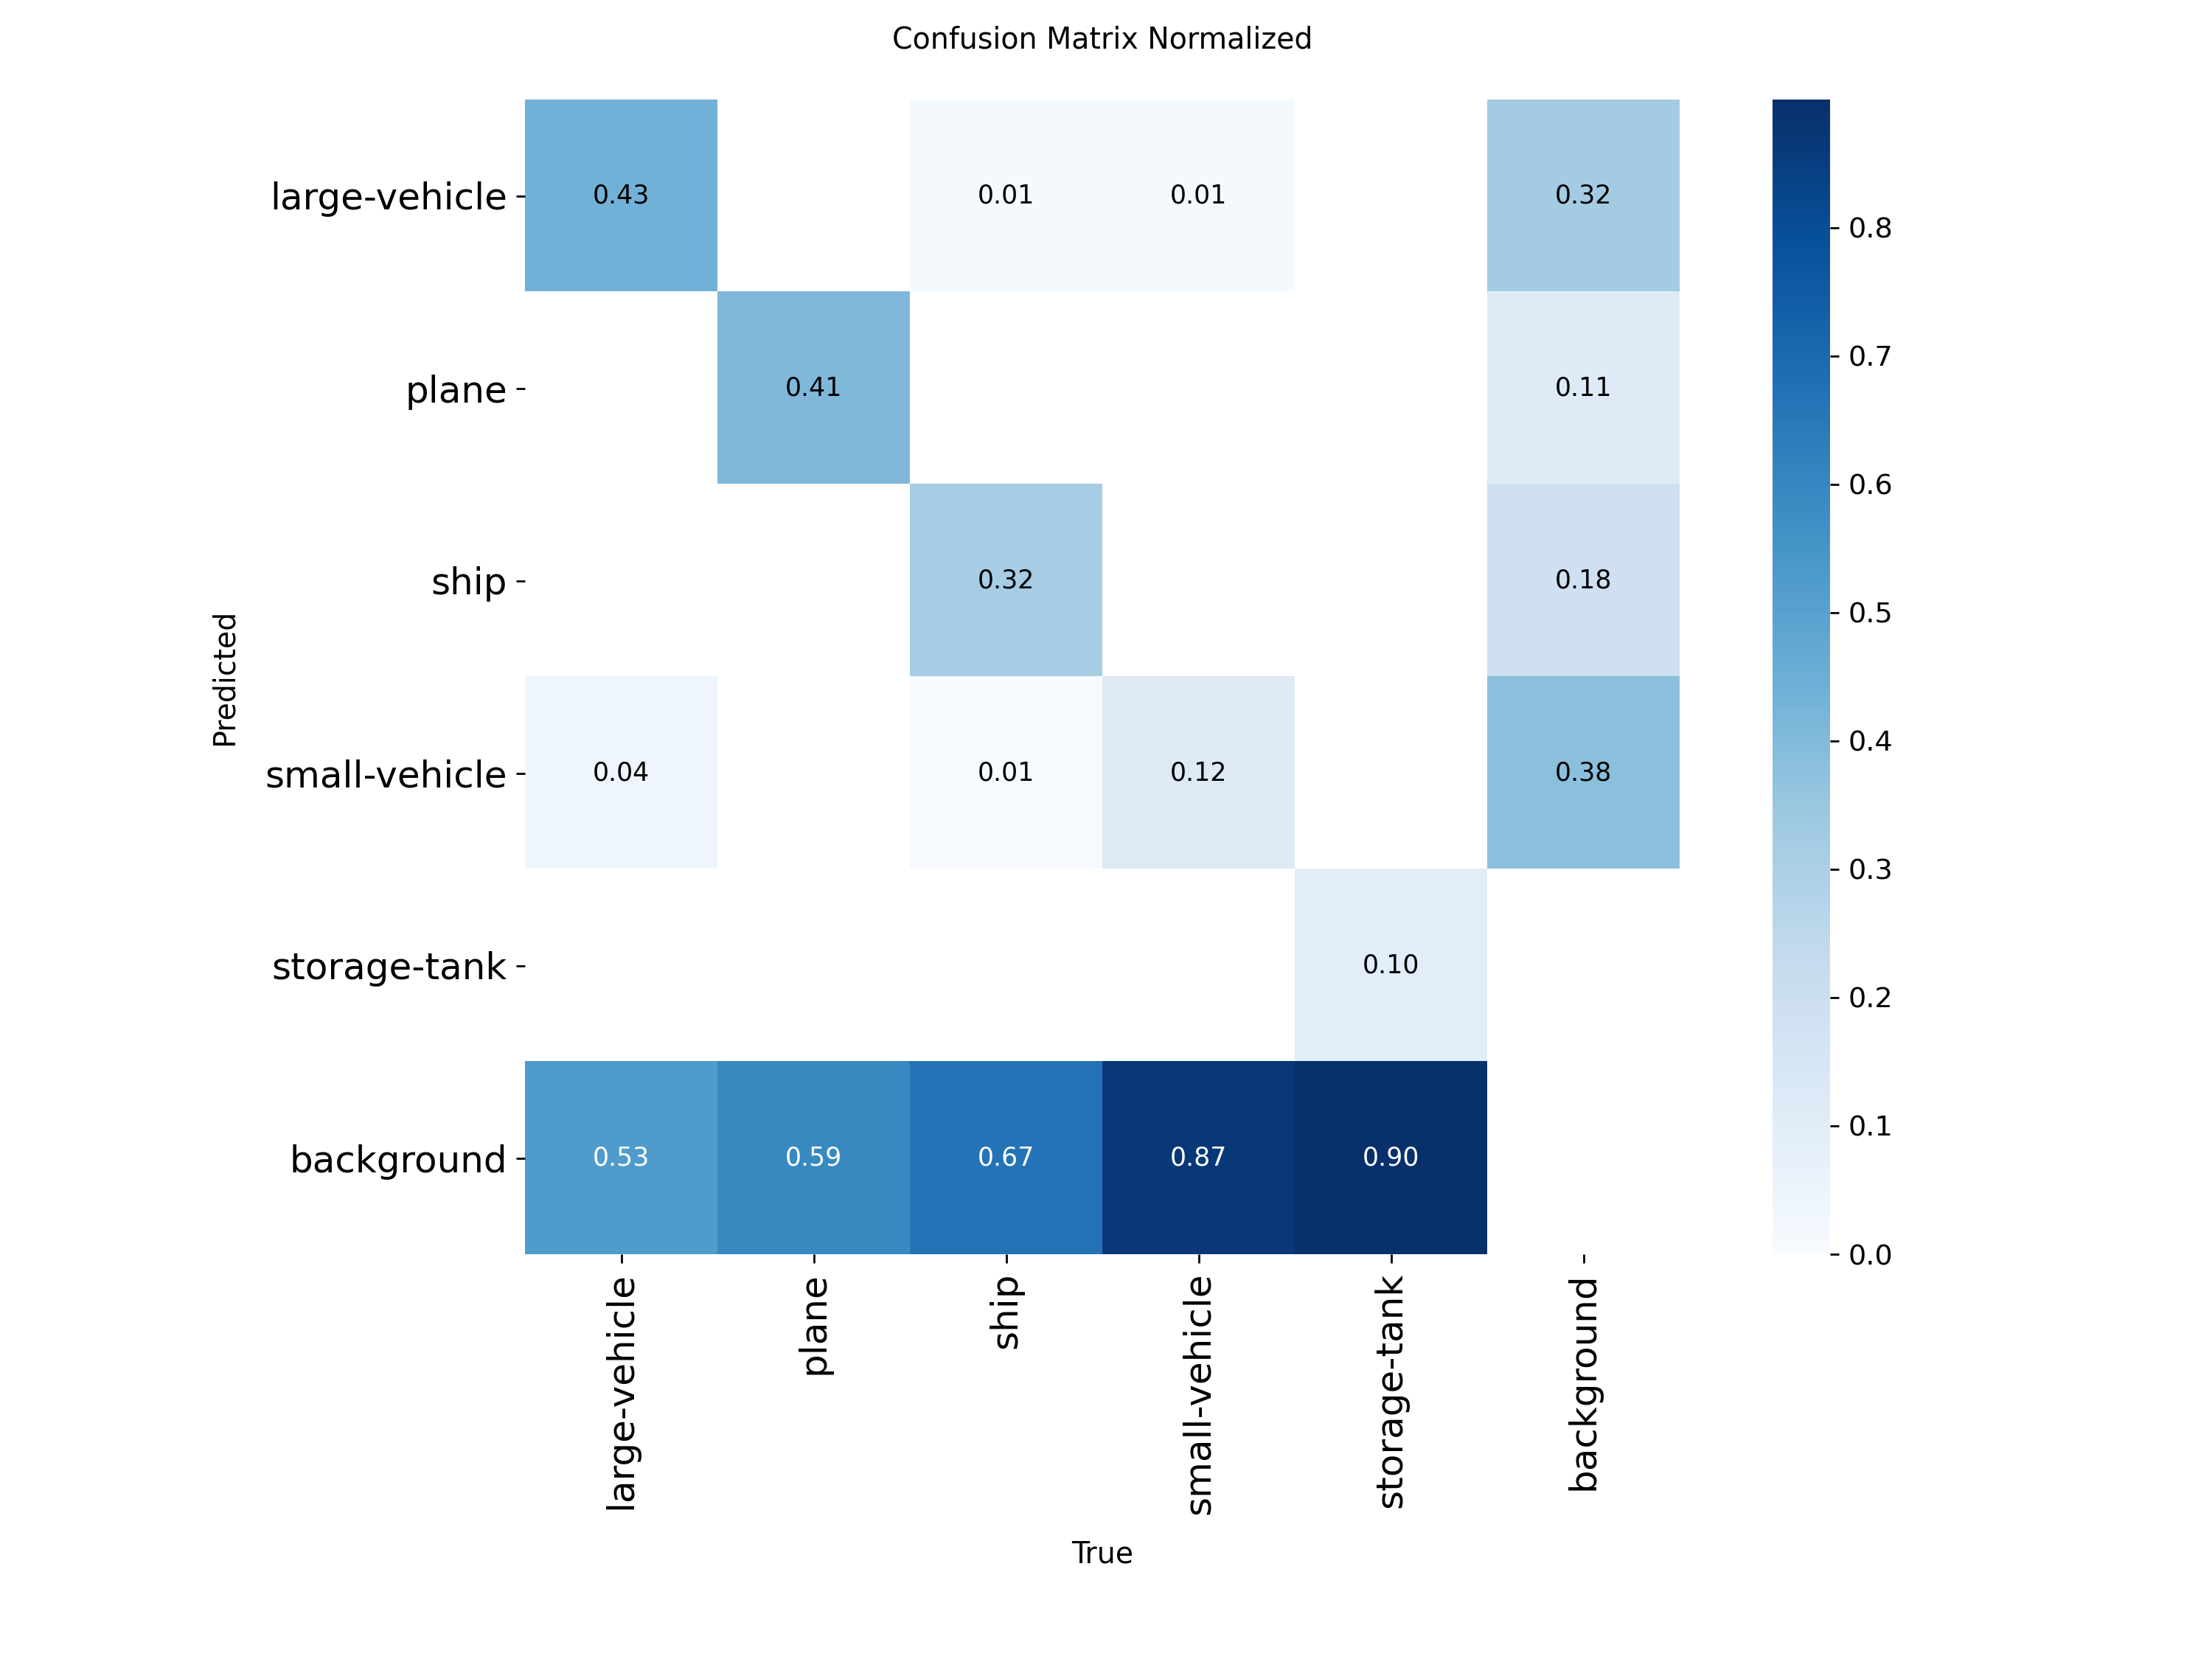 Confusion Matrix Normalized
large-vehicle 0.43 0.01 0.01 0.32
plane 0.41 0.11
ship 0.32 0.18
small-vehicle 0.04 0.01 0.12 0.38
storage-tank 0.10
background 0.53 0.59 0.67 0.87 0.90
Predicted
large-vehicle
plane
ship
small-vehicle
storage-tank
background
True
0.8
0.7
0.6
0.5
0.4
0.3
0.2
0.1
0.0